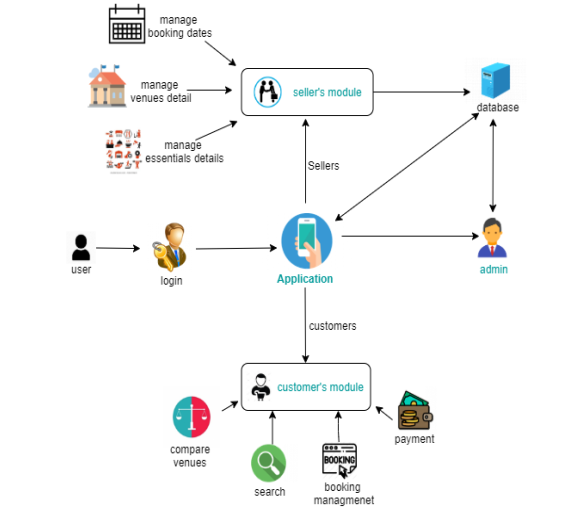 manage
booking dates
manage
venues detail
seller's module
database
manage
essentials details
Sellers
user
login
Application
admin
customers
customer's module
compare
venues
search
BOOKING
booking
managmenet
payment